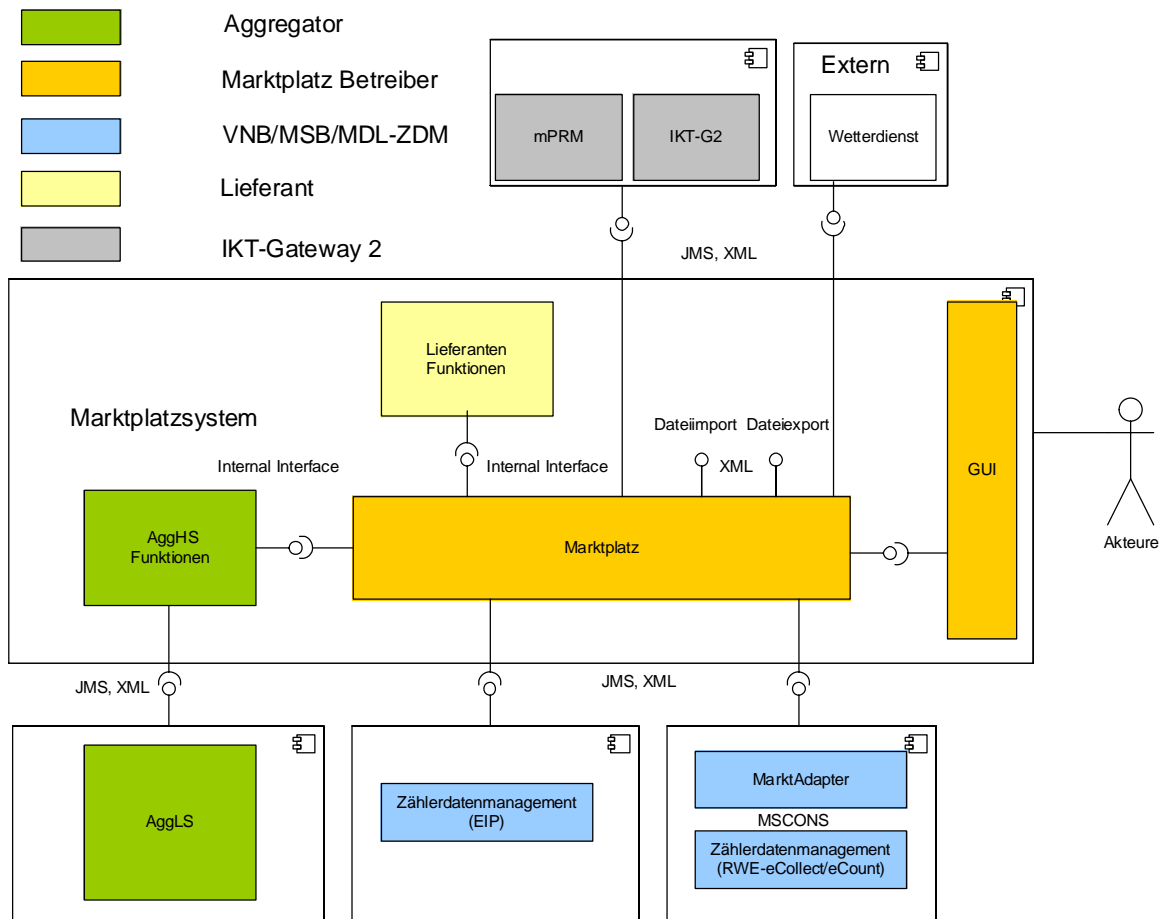 Aggregator
Marktplatz Betreiber
VNB/MSB/MDL-ZDM
Lieferant
IKT-Gateway 2
mPRM
IKT-G2
Extern
Wetterdienst
JMS, XML
Lieferanten
Funktionen
Marktplatzsystem
Internal Interface
Internal Interface
Dateiimport
Dateiexport
XML
AggHS
Funktionen
Marktplatz
GUI
Akteure
JMS, XML
JMS, XML
AggLS
Zählerdatenmanagement
(EIP)
MarktAdapter
MSCONS
Zählerdatenmanagement
(RWE-eCollect/eCount)